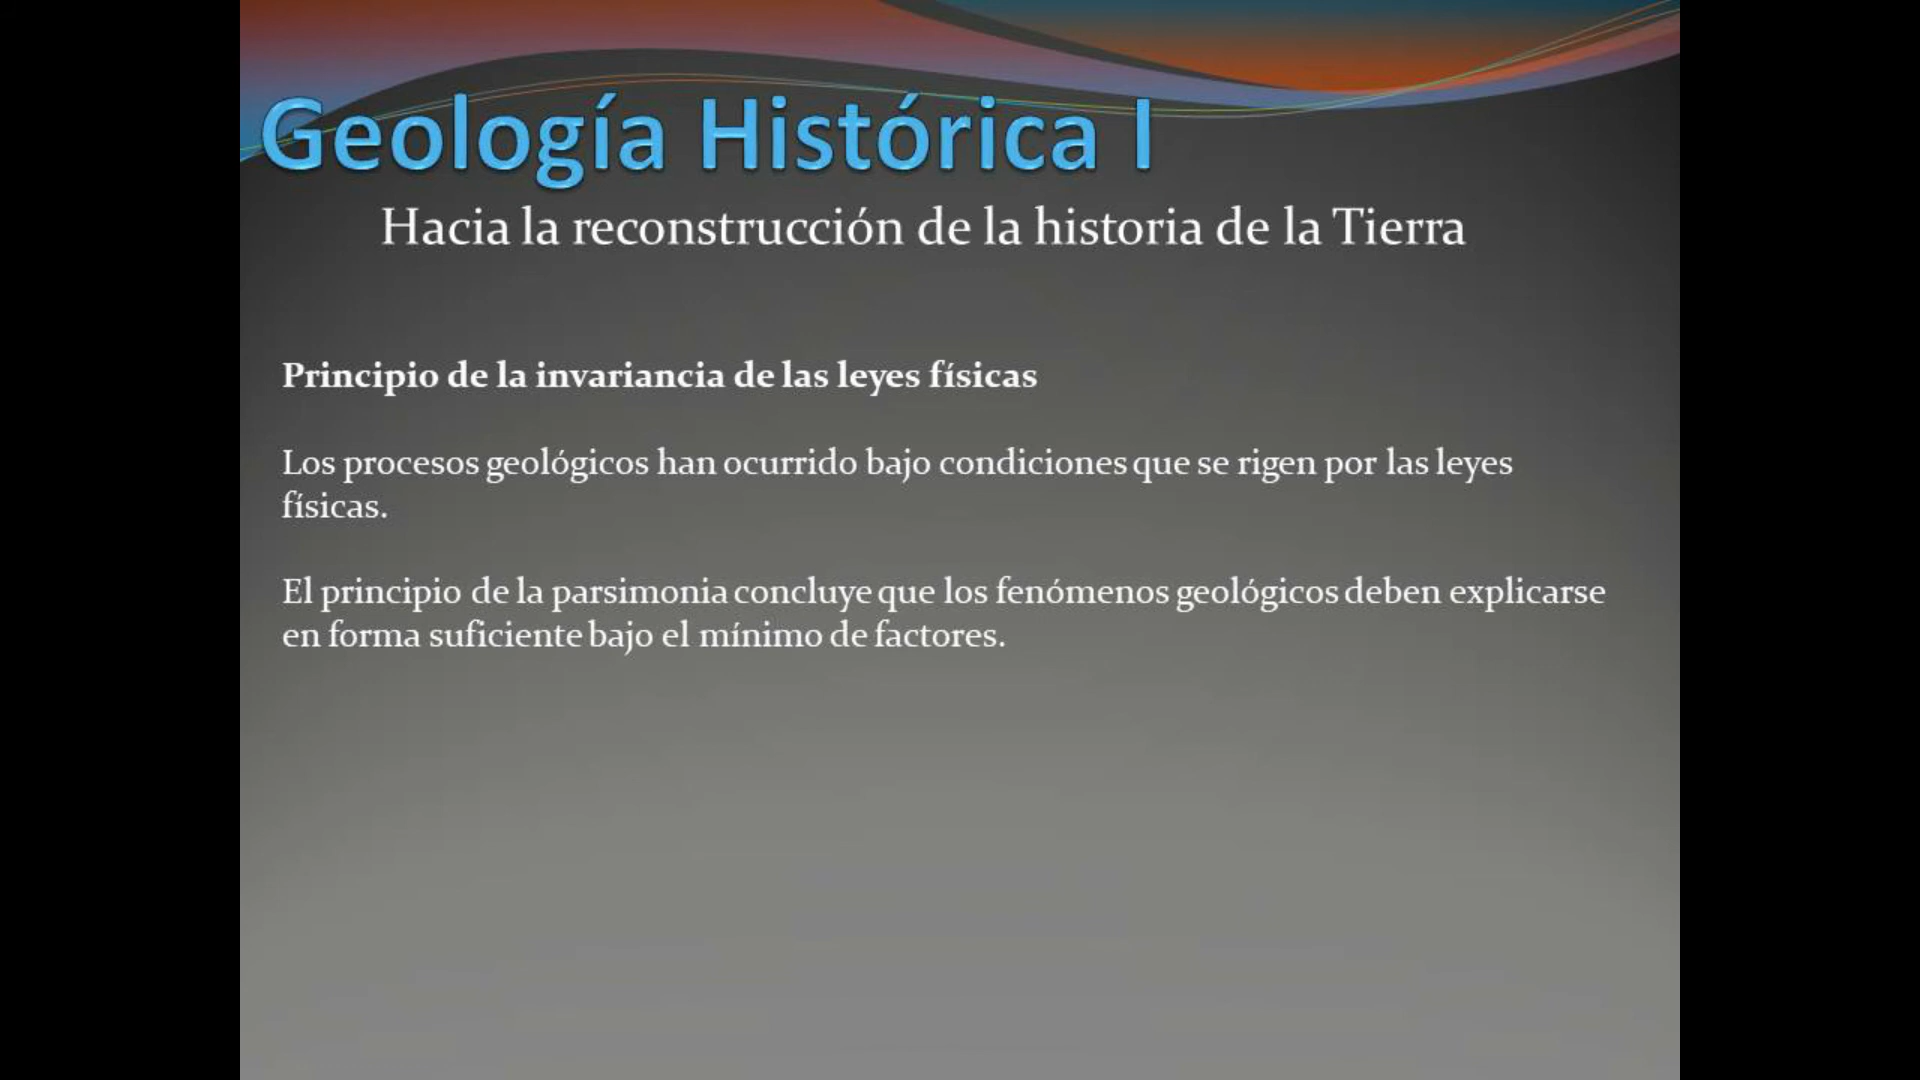 Geología Histórica I
Hacia la reconstrucción de la historia de la Tierra
Principio de la invariancia de las leyes físicas
Los procesos geológicos han ocurrido bajo condiciones que se rigen por las leyes
físicas.
El principio de la parsimonia concluye que los fenómenos geológicos deben explicarse
en forma suficiente bajo el mínimo de factores.